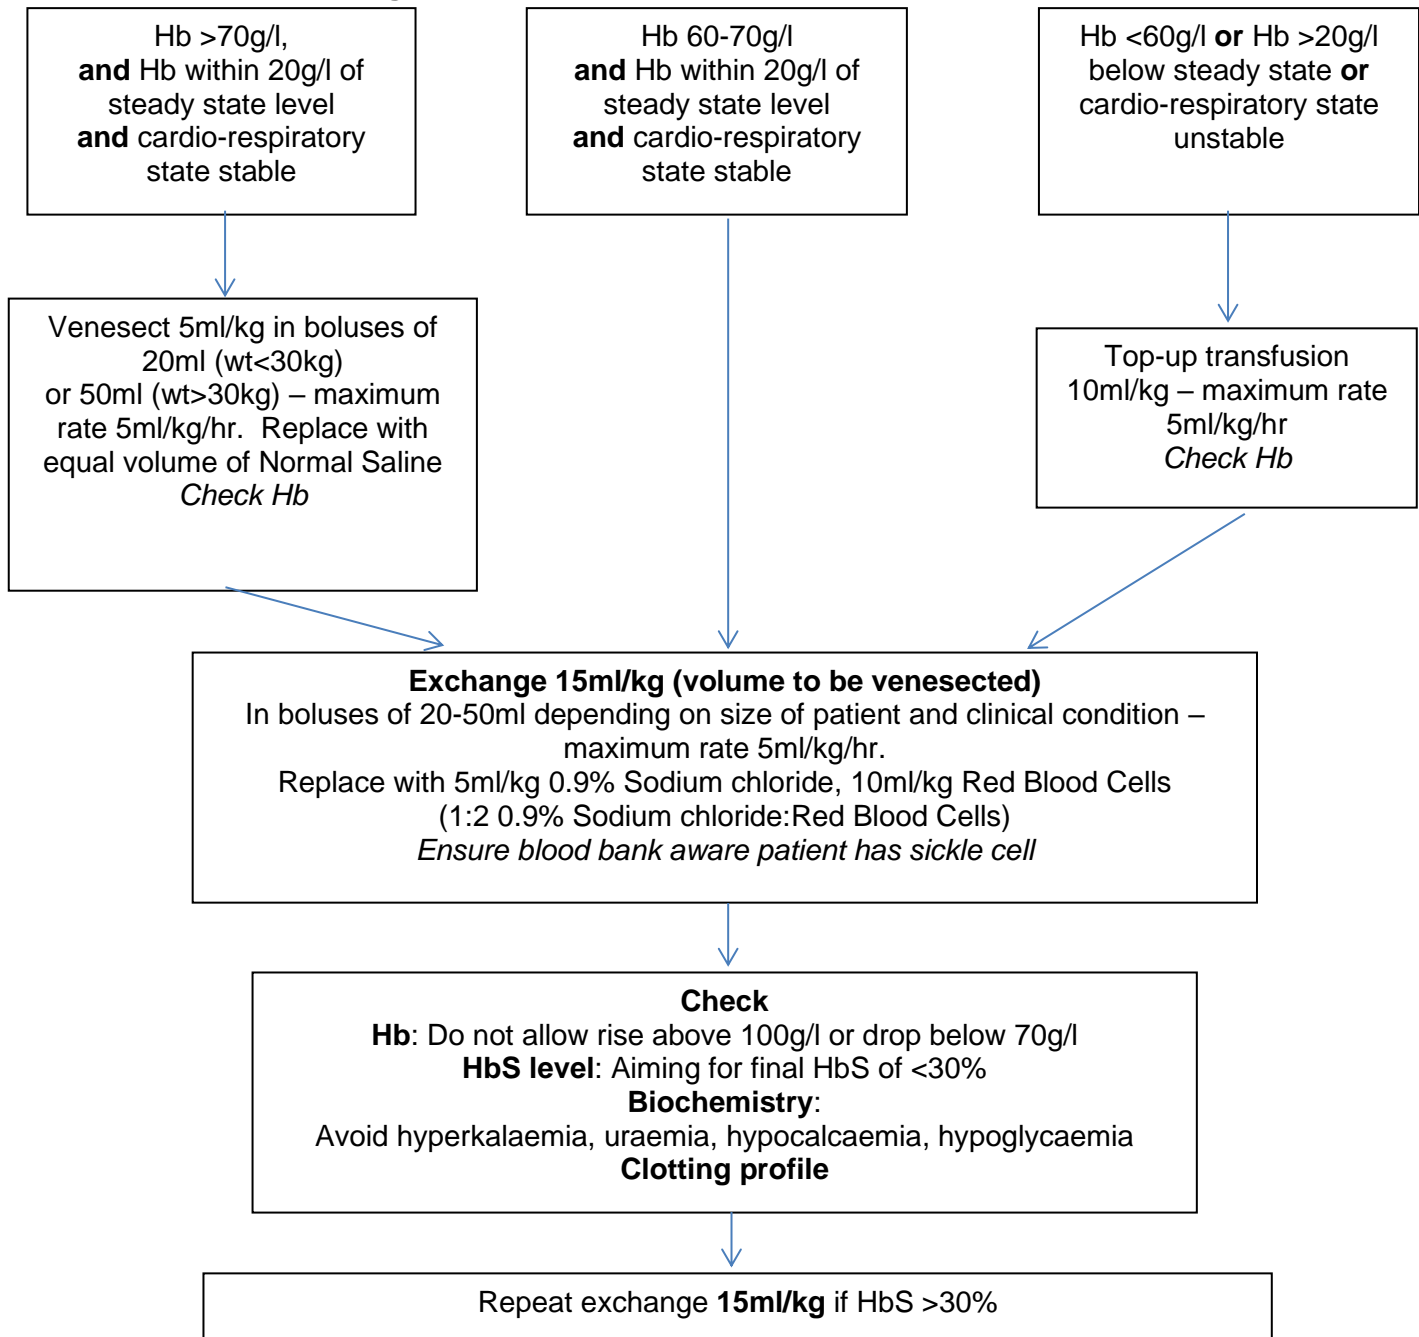 Hb >70g/l,
and Hb within 20g/l of
steady state level
and cardio-respiratory
state stable
Hb 60-70g/l
and Hb within 20g/l of
steady state level
and cardio-respiratory
state stable
Hb <60g/l or Hb >20g/l
below steady state or
cardio-respiratory state
unstable
Venesect 5ml/kg in boluses of
20ml (wt<30kg)
or 50ml (wt>30kg) – maximum
rate 5ml/kg/hr.  Replace with
equal volume of Normal Saline
Check Hb
Top-up transfusion
10ml/kg – maximum rate
5ml/kg/hr
Check Hb
Exchange 15ml/kg (volume to be venesected)
In boluses of 20-50ml depending on size of patient and clinical condition –
maximum rate 5ml/kg/hr.
Replace with 5ml/kg 0.9% Sodium chloride, 10ml/kg Red Blood Cells
(1:2 0.9% Sodium chloride:Red Blood Cells)
Ensure blood bank aware patient has sickle cell
Check
Hb: Do not allow rise above 100g/l or drop below 70g/l
HbS level: Aiming for final HbS of <30%
Biochemistry:
Avoid hyperkalaemia, uraemia, hypocalcaemia, hypoglycaemia
Clotting profile
Repeat exchange 15ml/kg if HbS >30%